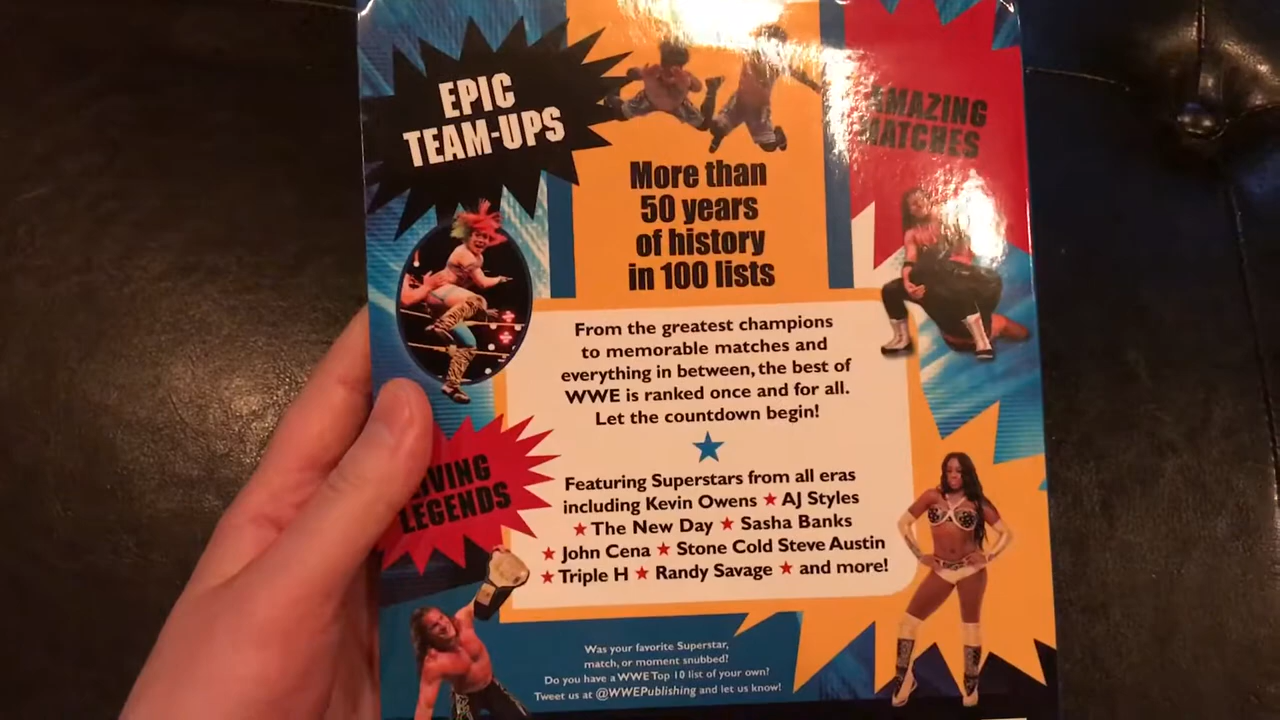 EPIC
TEAM-UPS
AMAZING
MATCHES
More than
50 years
of history
in 100 lists
From the greatest champions
to memorable matches and
everything in between, the best of
WWE is ranked once and for all.
Let the countdown begin!
Featuring Superstars from all eras
including Kevin Owens ★ AJ Styles
★ The New Day ★ Sasha Banks
★ John Cena ★ Stone Cold Steve Austin
★ Triple H ★ Randy Savage ★ and more!
LIVING
LEGENDS
Was your favorite Superstar,
match, or moment snubbed?
Do you have a WWE Top 10 list of your own?
Tweet us at @WWEPublishing and let us know!